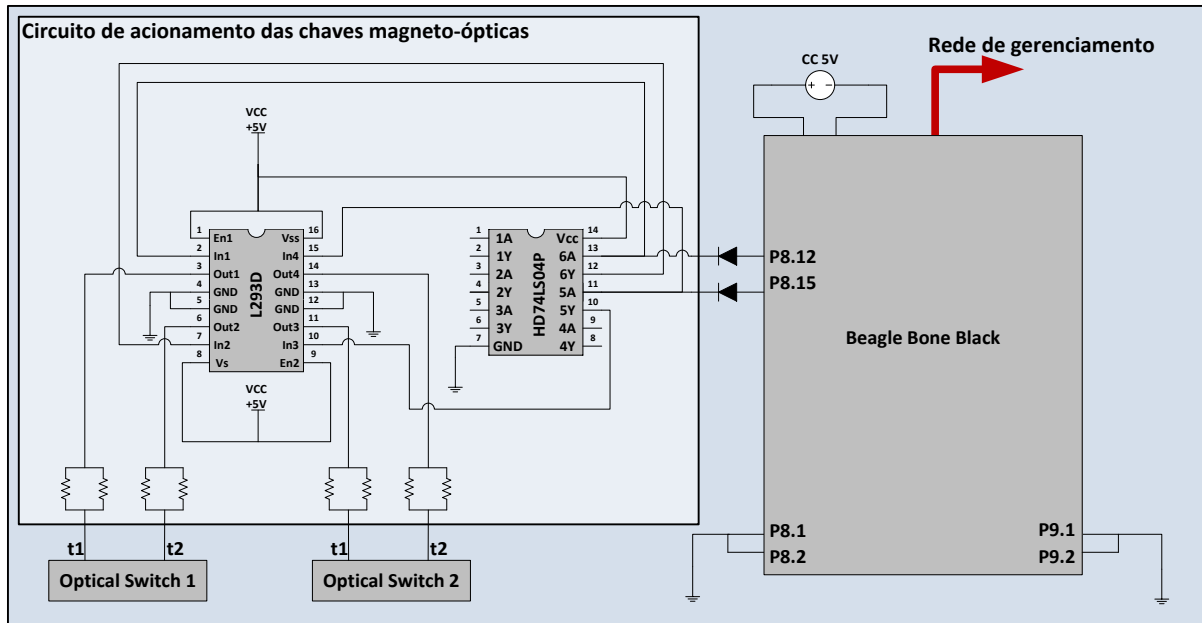 Circuito de acionamento das chaves magneto-ópticas
Rede de gerenciamento
CC 5V
+ −
VCC
+5V
1 En1 Vss 16
2 In1 In4 15
3 Out1 Out4 14
4 GND GND 13
5 GND GND 12
6 Out2 Out3 11
7 In2 In3 10
8 Vs En2 9
L293D
VCC
+5V
1 1A Vcc 14
2 1Y 6A 13
3 2A 6Y 12
4 2Y 5A 11
5 3A 5Y 10
6 3Y 4A 9
7 GND 4Y 8
HD74LS04P
P8.12
P8.15
Beagle Bone Black
P8.1
P8.2
P9.1
P9.2
t1 t2
Optical Switch 1
t1 t2
Optical Switch 2